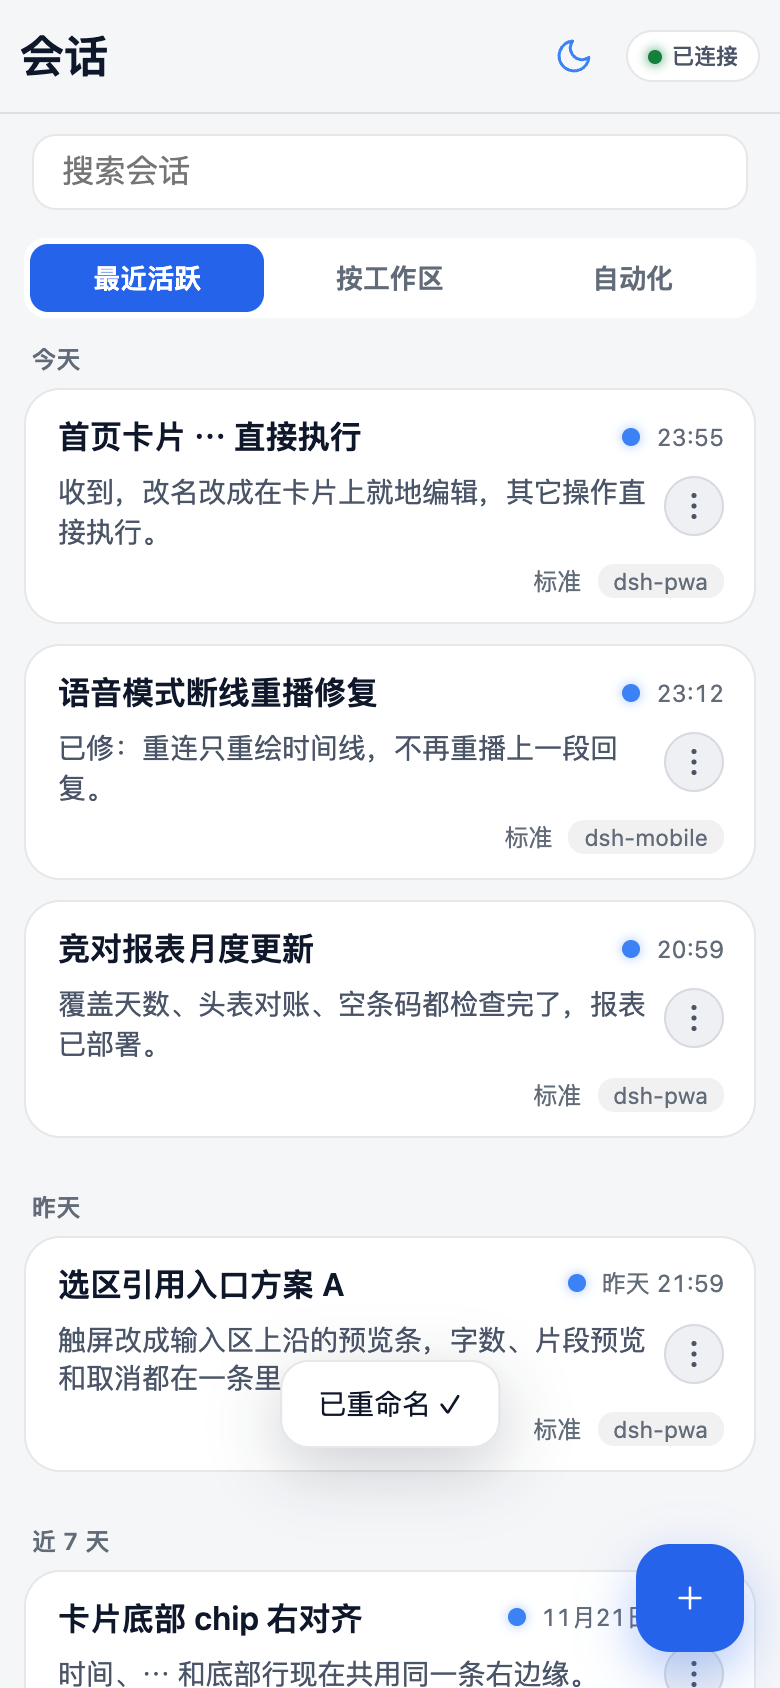 会话
已连接
搜索会话
最近活跃
按工作区
自动化
今天
首页卡片 ··· 直接执行
23:55
收到，改名改成在卡片上就地编辑，其它操作直
接执行。
标准
dsh-pwa
语音模式断线重播修复
23:12
已修：重连只重绘时间线，不再重播上一段回
复。
标准
dsh-mobile
竞对报表月度更新
20:59
覆盖天数、头表对账、空条码都检查完了，报表
已部署。
标准
dsh-pwa
昨天
选区引用入口方案 A
昨天 21:59
触屏改成输入区上沿的预览条，字数、片段预览
和取消都在一条里
已重命名 ✓
标准
dsh-pwa
近 7 天
卡片底部 chip 右对齐
11月21
时间、··· 和底部行现在共用同一条右边缘。